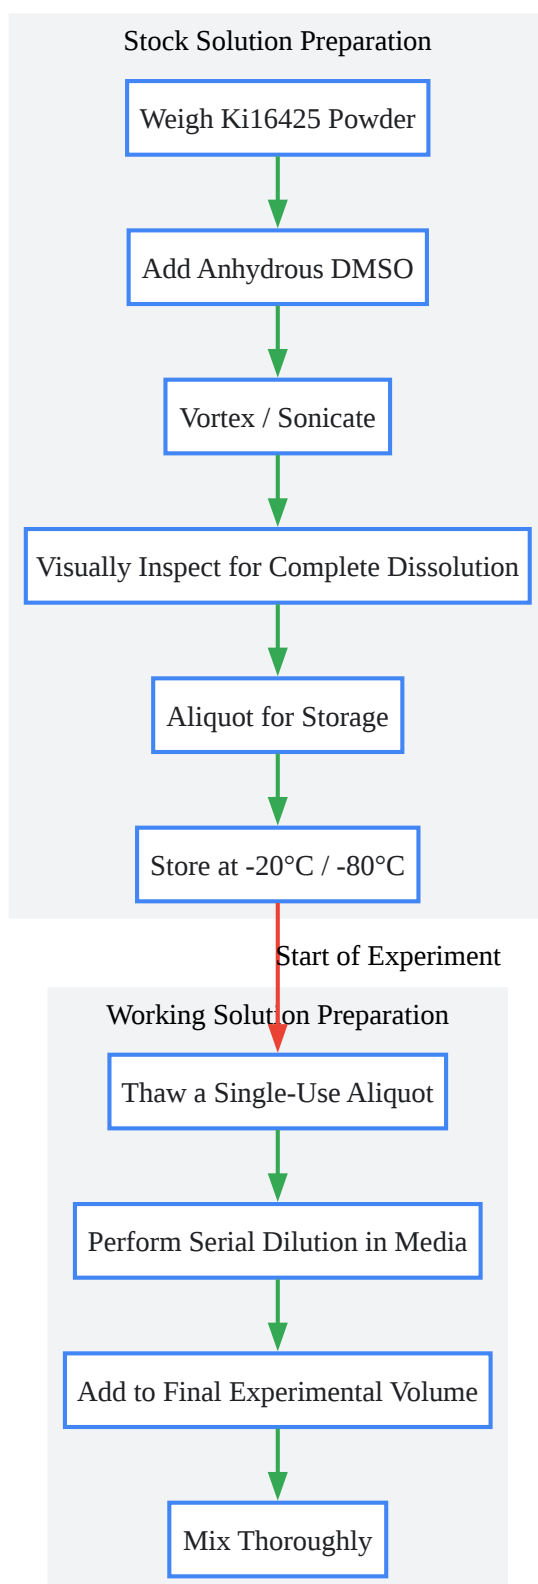 Stock Solution Preparation
Weigh Ki16425 Powder
Add Anhydrous DMSO
Vortex / Sonicate
Visually Inspect for Complete Dissolution
Aliquot for Storage
Store at -20°C / -80°C
Start of Experiment
Working Solution Preparation
Thaw a Single-Use Aliquot
Perform Serial Dilution in Media
Add to Final Experimental Volume
Mix Thoroughly